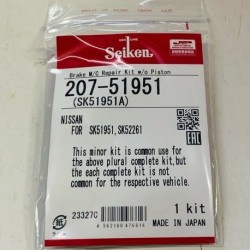 Seiken
Brake M/C Repair Kit w/o Piston
207-51951
(SK51951A)
NISSAN
FOR SK51951,SK52261
This minor kit is common use for
the above plural complete kit,but
the each complete kit is not
common for the respective vehicle.
23327C
1 kit
MADE IN JAPAN